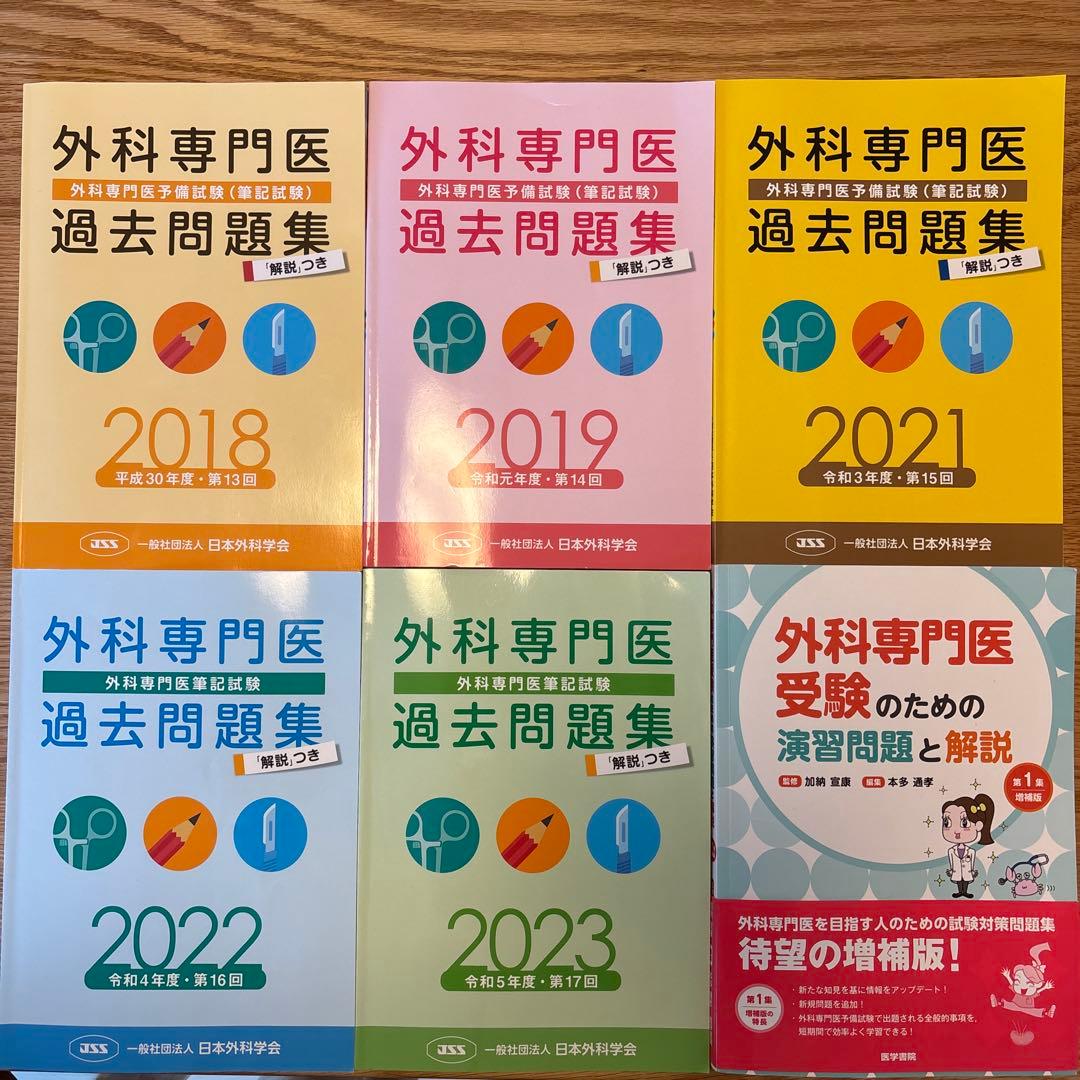 外科専門医
外科専門医予備試験(筆記試験)
過去問題集
「解説」つき
2018
平成30年度・第13回
JSS 一般社団法人 日本外科学会
外科専門医
外科専門医予備試験(筆記試験)
過去問題集
「解説」つき
2019
令和元年度・第14回
JSS 一般社団法人 日本外科学会
外科専門医
外科専門医予備試験(筆記試験)
過去問題集
「解説」つき
2021
令和3年度・第15回
JSS 一般社団法人 日本外科学会
外科専門医
外科専門医筆記試験
過去問題集
「解説」つき
2022
令和4年度・第16回
JSS 一般社団法人 日本外科学会
外科専門医
外科専門医筆記試験
過去問題集
「解説」つき
2023
令和5年度・第17回
JSS 一般社団法人 日本外科学会
外科専門医
受験のための
演習問題と解説
監修 加納 宣康 編集 本多 通孝
第1集
増補版
外科専門医を目指す人のための試験対策問題集
待望の増補版!
第1集
増補版の
特長
・新たな知見を基に情報をアップデート!
・新規問題を追加!
・外科専門医予備試験で出題される全般的事項を、
短期間で効率よく学習できる!
医学書院